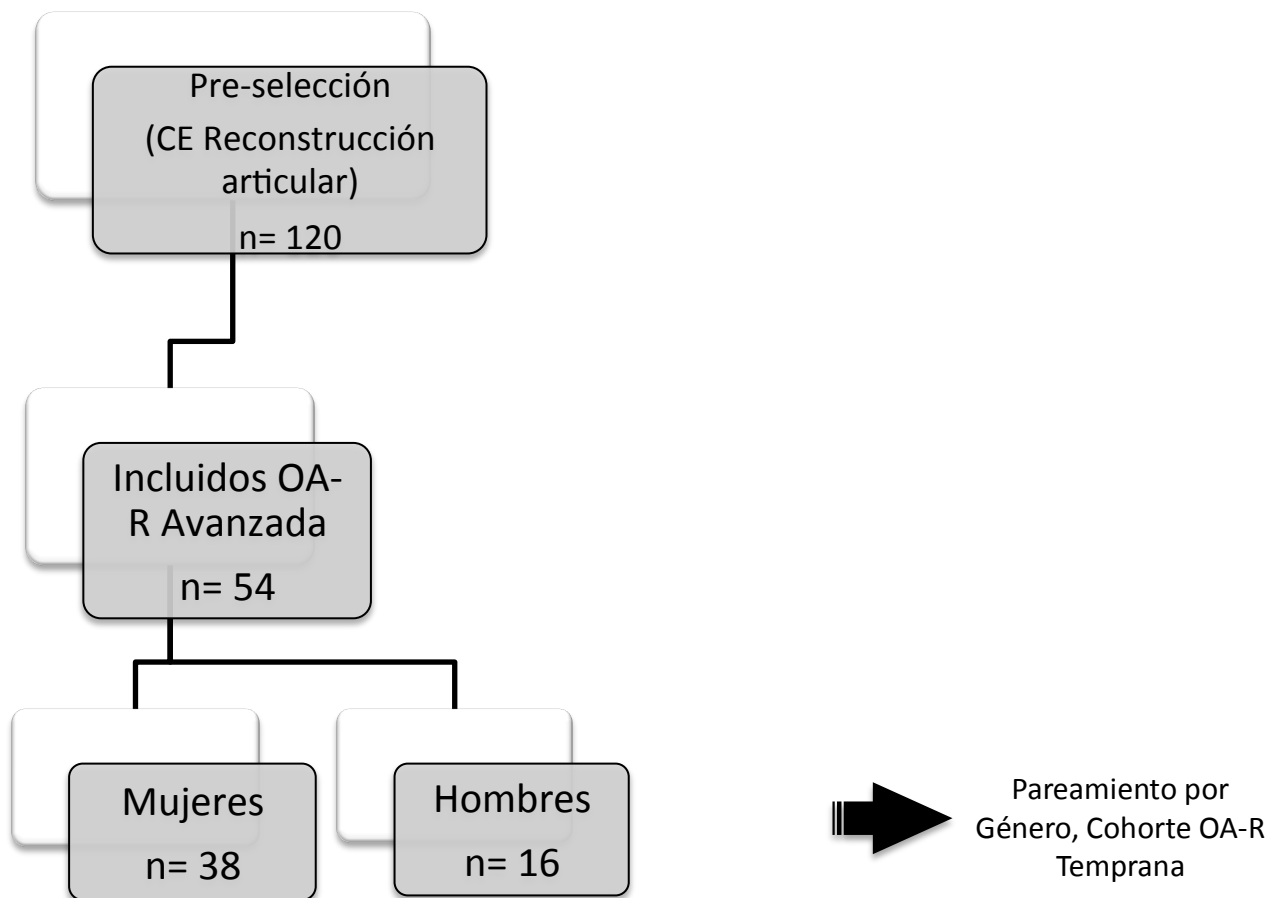 Pre-selección
(CE Reconstrucción
articular)
n= 120
Incluidos OA-
R Avanzada
n= 54
Mujeres
n= 38
Hombres
n= 16
Pareamiento por
Género, Cohorte OA-R
Temprana